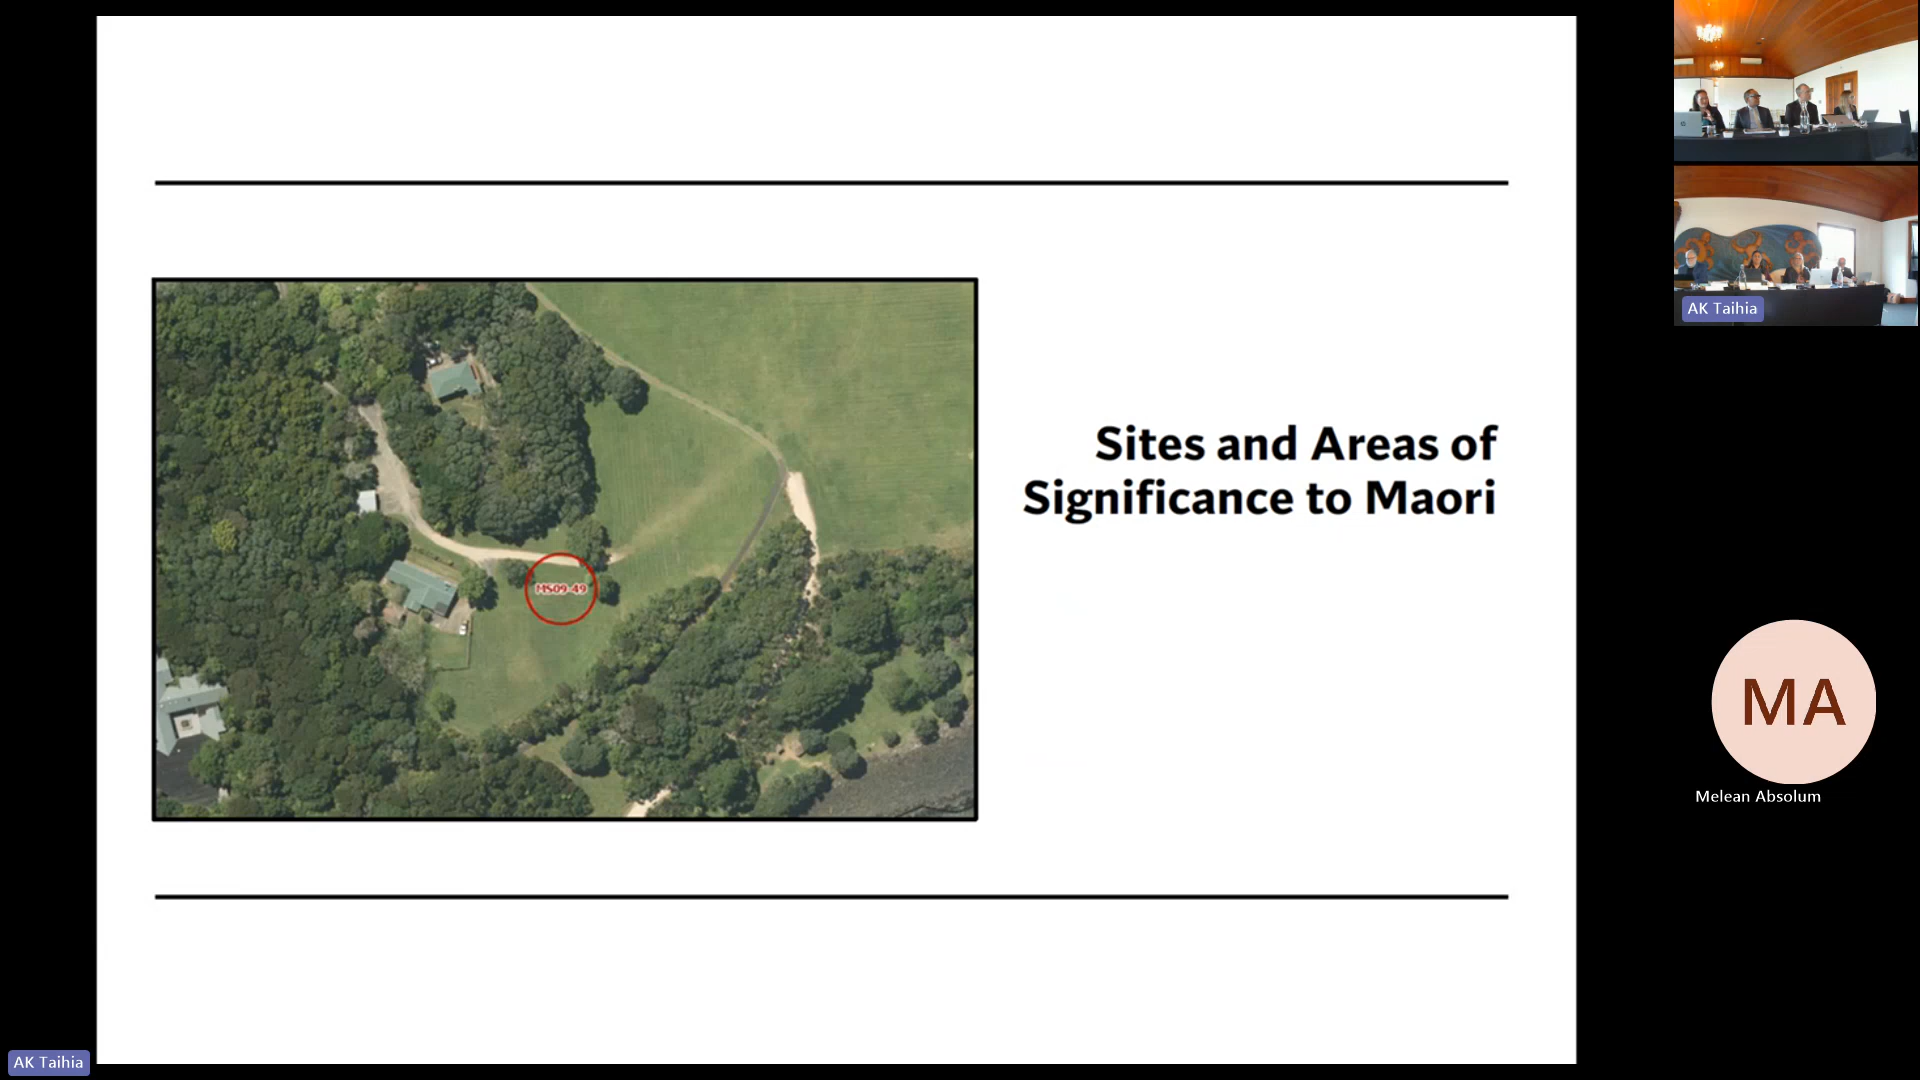 Sites and Areas of
Significance to Maori
MS09-49
AK Taihia
MA
Melean Absolum
AK Taihia